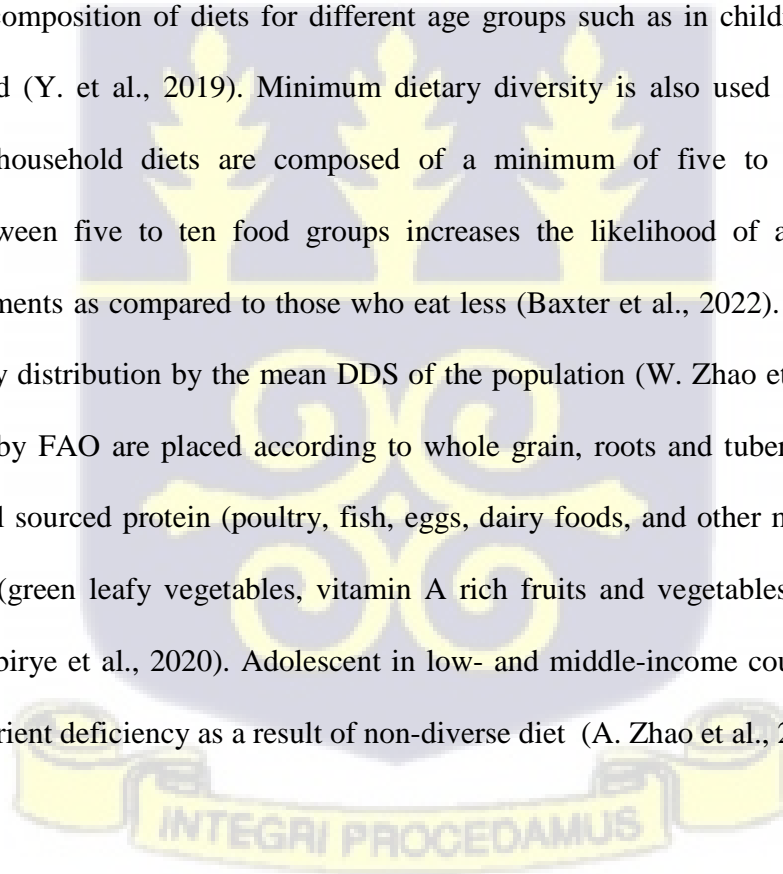 composition of diets for different age groups such as in child
d (Y. et al., 2019). Minimum dietary diversity is also used
household diets are composed of a minimum of five to
ween five to ten food groups increases the likelihood of a
ments as compared to those who eat less (Baxter et al., 2022).
y distribution by the mean DDS of the population (W. Zhao et
by FAO are placed according to whole grain, roots and tuber
l sourced protein (poultry, fish, eggs, dairy foods, and other m
(green leafy vegetables, vitamin A rich fruits and vegetables
birye et al., 2020). Adolescent in low- and middle-income cou
rient deficiency as a result of non-diverse diet (A. Zhao et al., 2
INTEGRI PROCEDAMUS